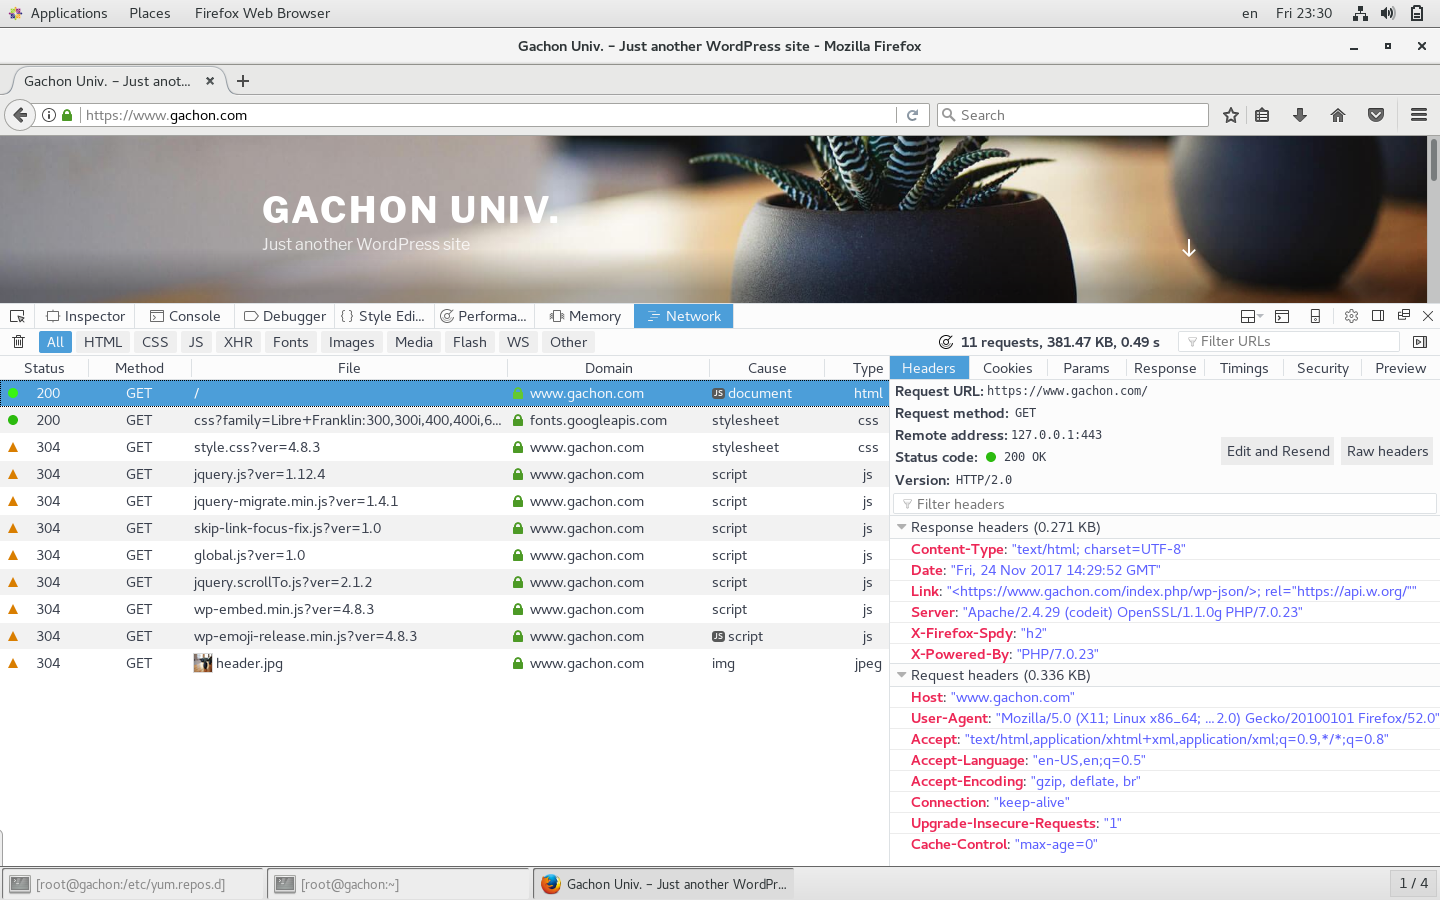 Applications Places Firefox Web Browser en Fri 23:30
Gachon Univ. – Just another WordPress site - Mozilla Firefox
Gachon Univ. – Just anot...
https://www.gachon.com Search
GACHON UNIV.
Just another WordPress site
Inspector Console Debugger Style Edi... Performa... Memory Network
All HTML CSS JS XHR Fonts Images Media Flash WS Other 11 requests, 381.47 KB, 0.49 s Filter URLs
Status Method File Domain Cause Type
200 GET / www.gachon.com JS document html
200 GET css?family=Libre+Franklin:300,300i,400,400i,6... fonts.googleapis.com stylesheet css
304 GET style.css?ver=4.8.3 www.gachon.com stylesheet css
304 GET jquery.js?ver=1.12.4 www.gachon.com script js
304 GET jquery-migrate.min.js?ver=1.4.1 www.gachon.com script js
304 GET skip-link-focus-fix.js?ver=1.0 www.gachon.com script js
304 GET global.js?ver=1.0 www.gachon.com script js
304 GET jquery.scrollTo.js?ver=2.1.2 www.gachon.com script js
304 GET wp-embed.min.js?ver=4.8.3 www.gachon.com script js
304 GET wp-emoji-release.min.js?ver=4.8.3 www.gachon.com JS script js
304 GET header.jpg www.gachon.com img jpeg
Headers Cookies Params Response Timings Security Preview
Request URL: https://www.gachon.com/
Request method: GET
Remote address: 127.0.0.1:443
Status code: 200 OK
Edit and Resend Raw headers
Version: HTTP/2.0
Filter headers
Response headers (0.271 KB)
Content-Type: "text/html; charset=UTF-8"
Date: "Fri, 24 Nov 2017 14:29:52 GMT"
Link: "<https://www.gachon.com/index.php/wp-json/>; rel="https://api.w.org/""
Server: "Apache/2.4.29 (codeit) OpenSSL/1.1.0g PHP/7.0.23"
X-Firefox-Spdy: "h2"
X-Powered-By: "PHP/7.0.23"
Request headers (0.336 KB)
Host: "www.gachon.com"
User-Agent: "Mozilla/5.0 (X11; Linux x86_64; ...2.0) Gecko/20100101 Firefox/52.0"
Accept: "text/html,application/xhtml+xml,application/xml;q=0.9,*/*;q=0.8"
Accept-Language: "en-US,en;q=0.5"
Accept-Encoding: "gzip, deflate, br"
Connection: "keep-alive"
Upgrade-Insecure-Requests: "1"
Cache-Control: "max-age=0"
[root@gachon:/etc/yum.repos.d] [root@gachon:~] Gachon Univ. – Just another WordPr... 1 / 4